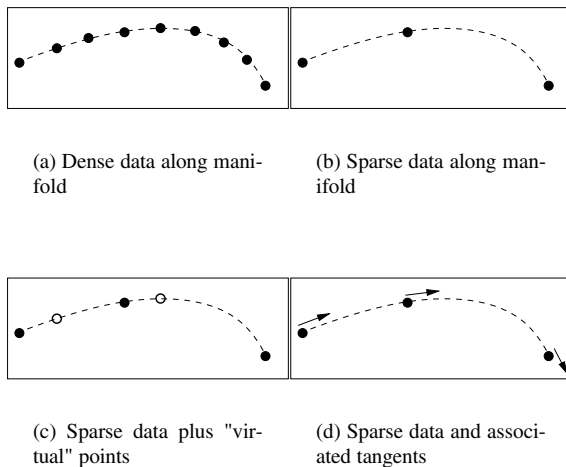 (a) Dense data along mani-
fold
(b) Sparse data along man-
ifold
(c) Sparse data plus "vir-
tual" points
(d) Sparse data and associ-
ated tangents